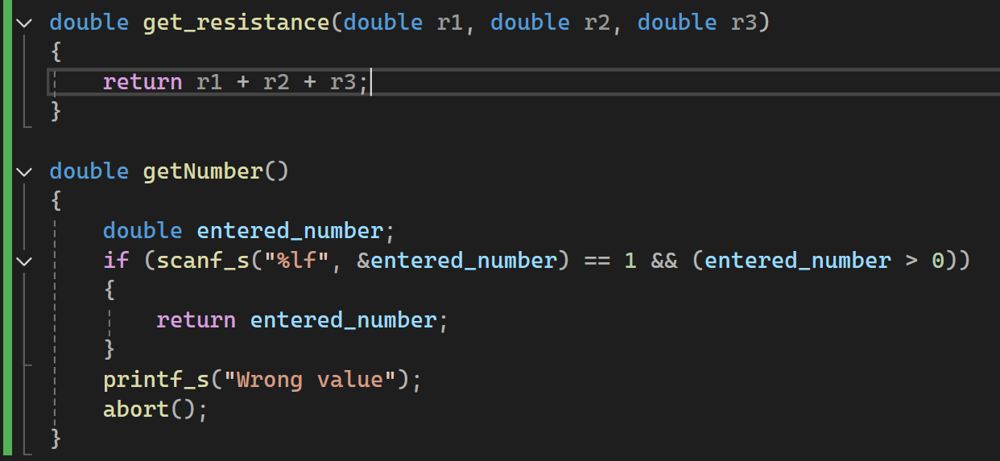 double get_resistance(double r1, double r2, double r3)
{
    return r1 + r2 + r3;
}

double getNumber()
{
    double entered_number;
    if (scanf_s("%lf", &entered_number) == 1 && (entered_number > 0))
    {
        return entered_number;
    }
    printf_s("Wrong value");
    abort();
}